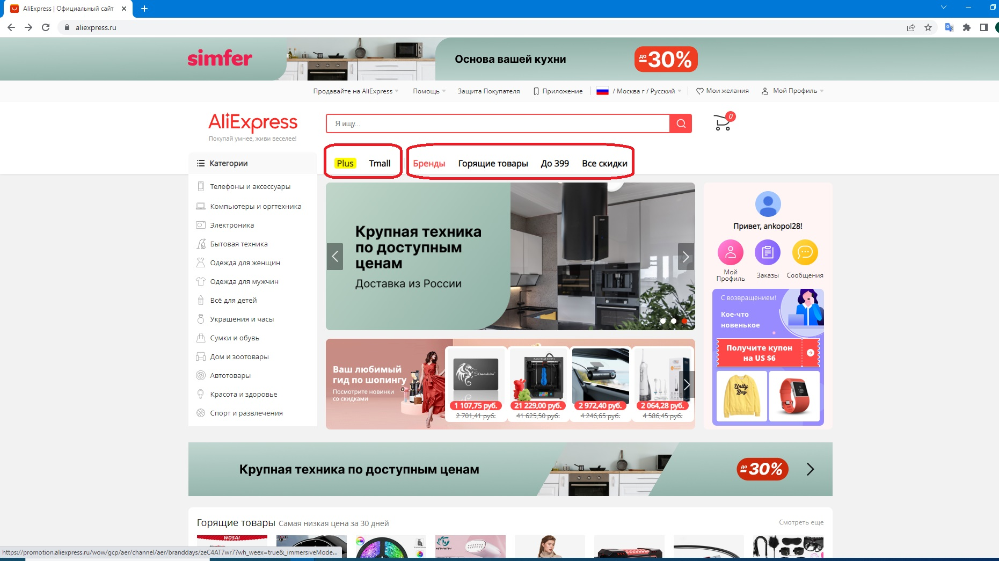 AliExpress | Официальный сайт
aliexpress.ru
simfer
Основа вашей кухни
до
-30%
Продавайте на AliExpress
Помощь
Защита Покупателя
Приложение
/ Москва г / Русский
Мои желания
Мой Профиль
AliExpress
Покупай умнее, живи веселее!
Я ищу...
0
Категории
Plus
Tmall
Бренды
Горящие товары
До 399
Все скидки
Телефоны и аксессуары
Компьютеры и оргтехника
Электроника
Бытовая техника
Одежда для женщин
Одежда для мужчин
Всё для детей
Украшения и часы
Сумки и обувь
Дом и зоотовары
Автотовары
Красота и здоровье
Спорт и развлечения
Крупная техника
по доступным
ценам
Доставка из России
Привет, ankopol28!
Мой
Профиль
Заказы
Сообщения
С возвращением!
Кое-что
новенькое
Получите купон
на US $6
Unity
Bay
Ваш любимый
гид по шопингу
Посмотрите новинки
со скидками
1 107,75 руб.
2 701,41 руб.
21 229,00 руб.
41 625,50 руб.
2 972,40 руб.
4 246,65 руб.
2 064,28 руб.
4 586,45 руб.
Крупная техника по доступным ценам
до
-30%
Горящие товары
Самая низкая цена за 30 дней
Смотреть еще
WOSAI
https://promotion.aliexpress.ru/wow/gcp/aer/channel/aer/branddays/zeC4AT7wr7?wh_weex=true&_immersiveMode...